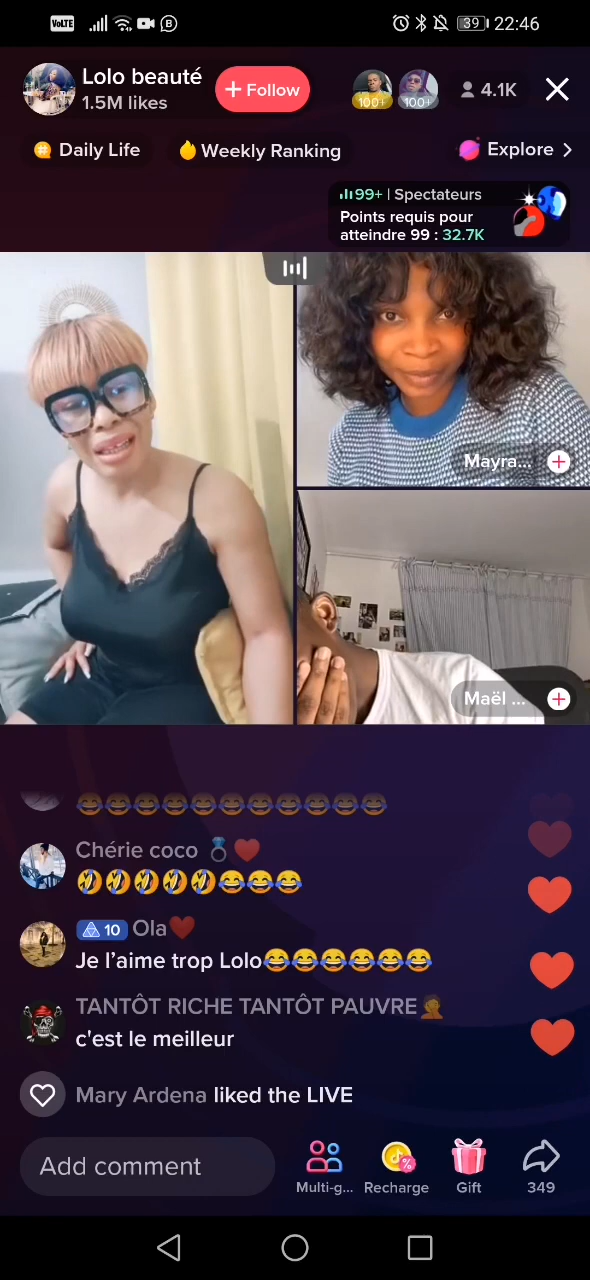 VoLTE 39 22:46
Lolo beauté
1.5M likes
+ Follow
100+ 100+
4.1K
Daily Life
Weekly Ranking
Explore >
99+ | Spectateurs
Points requis pour
atteindre 99 : 32.7K
Mayra...
Maël ...
😂😂😂😂😂😂😂😂😂😂😂
Chérie coco 💍❤️
🤣🤣🤣🤣🤣😂😂😂
10 Ola❤️
Je l’aime trop Lolo😂😂😂😂😂😂
TANTÔT RICHE TANTÔT PAUVRE🤦
c'est le meilleur
Mary Ardena liked the LIVE
Add comment
Multi-g...
Recharge
Gift
349